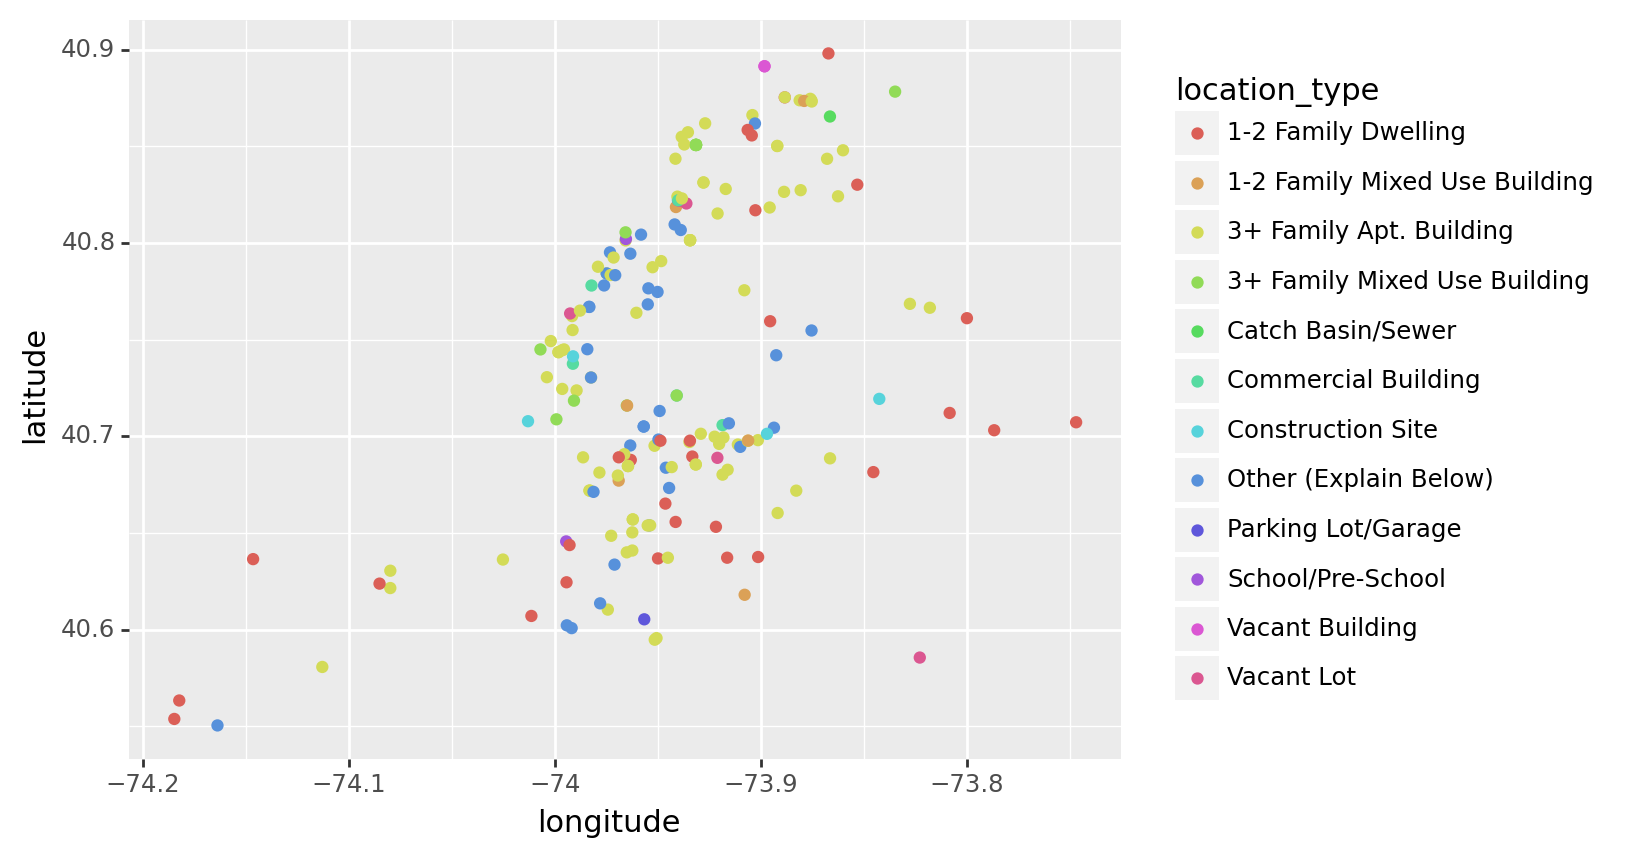 40.9
40.8
40.7
40.6
latitude
−74.2
−74.1
−74
−73.9
−73.8
longitude
location_type
1-2 Family Dwelling
1-2 Family Mixed Use Building
3+ Family Apt. Building
3+ Family Mixed Use Building
Catch Basin/Sewer
Commercial Building
Construction Site
Other (Explain Below)
Parking Lot/Garage
School/Pre-School
Vacant Building
Vacant Lot